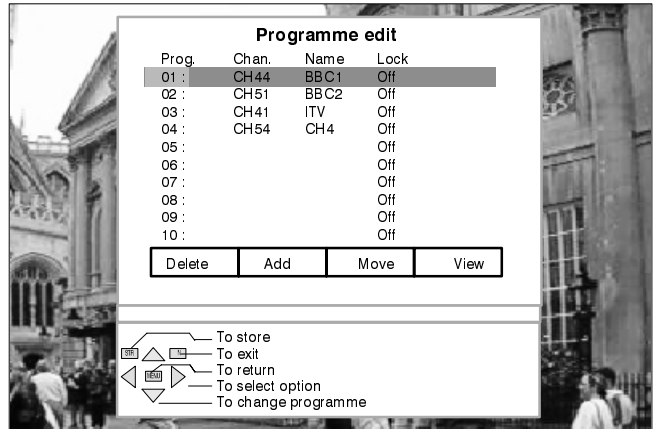 Programme edit
Prog. Chan. Name Lock
01 : CH44 BBC1 Off
02 : CH51 BBC2 Off
03 : CH41 ITV Off
04 : CH54 CH4 Off
05 : Off
06 : Off
07 : Off
08 : Off
09 : Off
10 : Off
Delete Add Move View
To store
STR To exit
MENU To return
To select option
To change programme